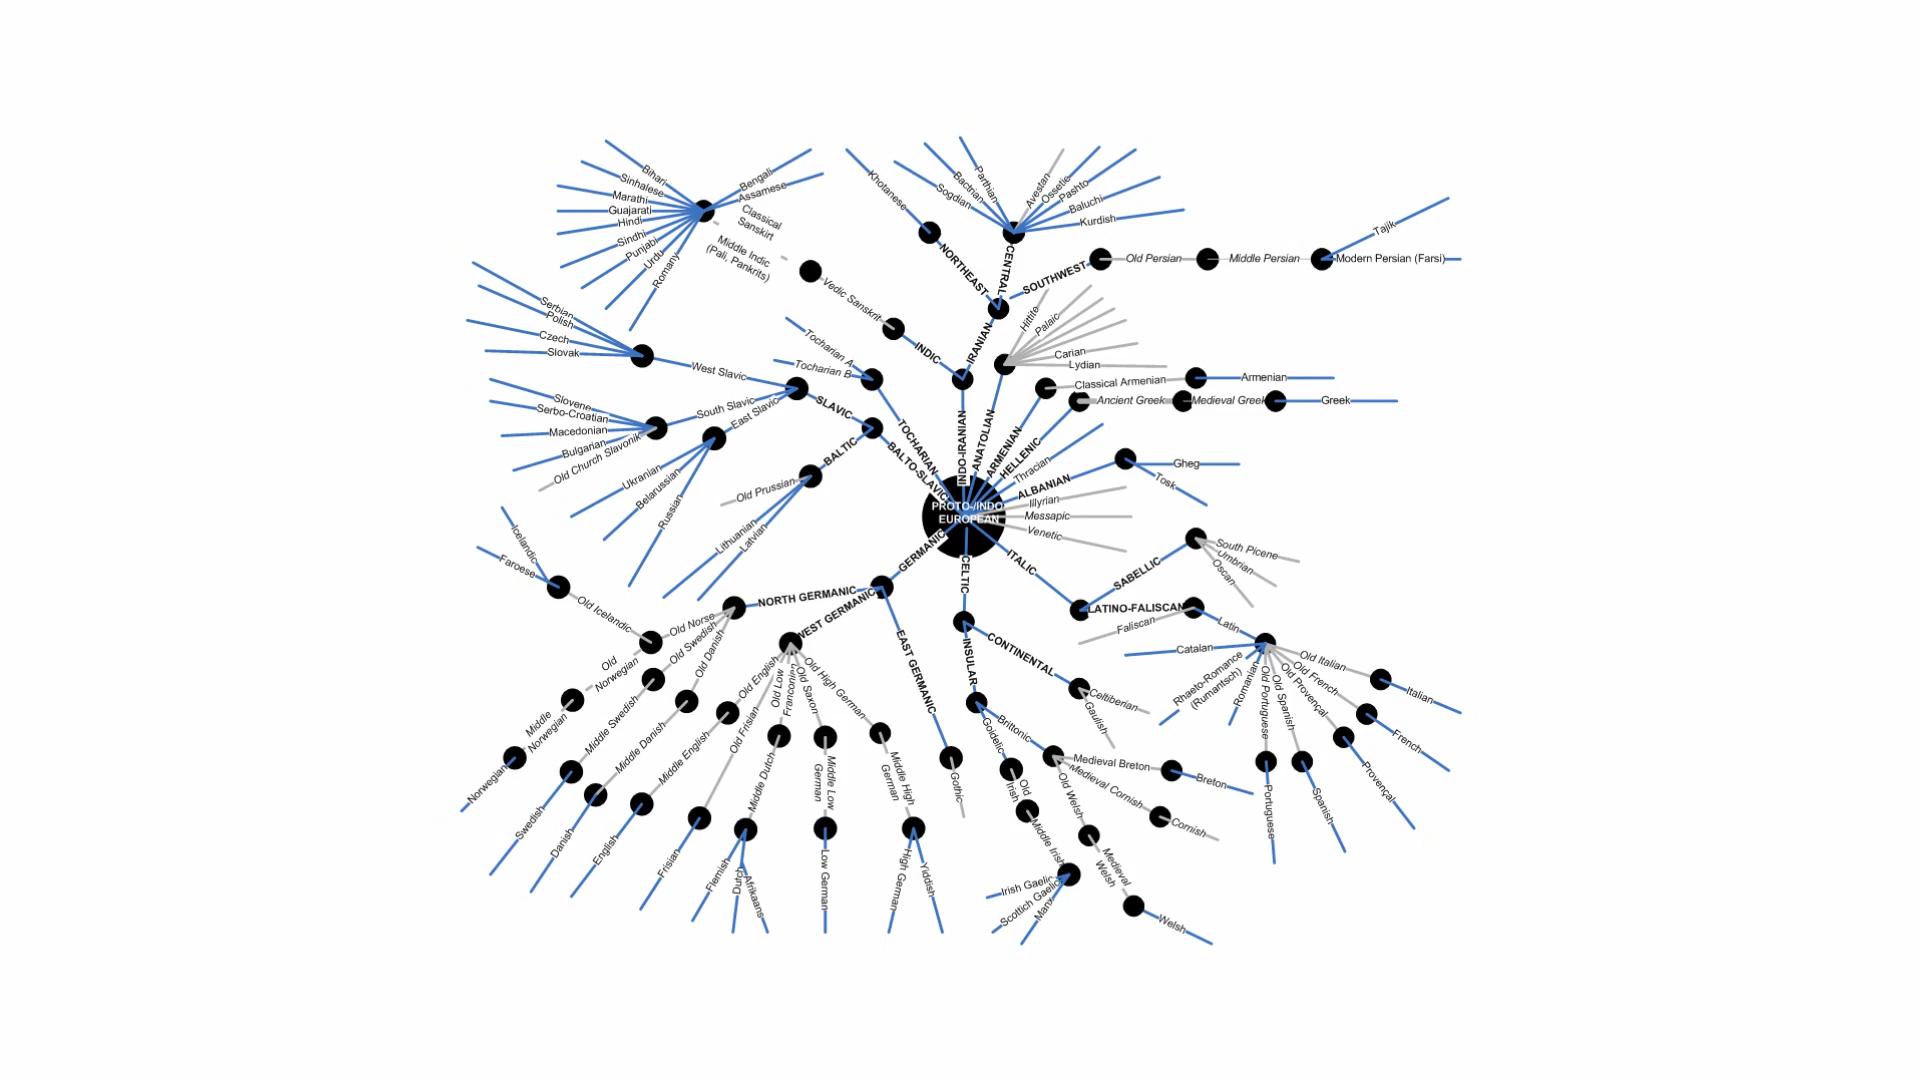 Bihari
Sinhalese
Marathi
Guajarati
Hindi
Sindhi
Punjabi
Urdu
Romany
Bengali
Assamese
Classical
Sanskirt
Middle Indic
(Pali, Pankrits)
Vedic Sanskrit
INDIC
Khotanese
NORTHEAST
Sogdian
Bactrian
Parthian
Avestan
Ossetic
Pashto
Baluchi
Kurdish
CENTRAL
SOUTHWEST
Old Persian
Middle Persian
Modern Persian (Farsi)
Tajik
IRANIAN
INDO-IRANIAN
Hittite
Palaic
Carian
Lydian
ANATOLIAN
Classical Armenian
Armenian
ARMENIAN
Ancient Greek
Medieval Greek
Greek
HELLENIC
Thracian
ALBANIAN
Gheg
Tosk
Illyrian
Messapic
Venetic
PROTO-/INDO
EUROPEAN
Tocharian A
Tocharian B
TOCHARIAN
Serbian
Polish
Czech
Slovak
West Slavic
Slovene
Serbo-Croatian
Macedonian
Bulgarian
Old Church Slavonik
South Slavic
East Slavic
Ukranian
Belarussian
Russian
SLAVIC
BALTIC
BALTO-SLAVIC
Old Prussian
Lithuanian
Latvian
ITALIC
SABELLIC
South Picene
Umbrian
Oscan
LATINO-FALISCAN
Faliscan
Latin
Catalan
Rhaeto-Romance
(Rumantsch)
Romanian
Old Portuguese
Portuguese
Old Spanish
Spanish
Old Provençal
Provençal
Old French
French
Old Italian
Italian
GERMANIC
NORTH GERMANIC
WEST GERMANIC
EAST GERMANIC
Icelandic
Faroese
Old Icelandic
Old Norse
Old
Norwegian
Middle
Norwegian
Norwegian
Old Swedish
Middle Swedish
Swedish
Old Danish
Middle Danish
Danish
Old English
Middle English
English
Old Frisian
Frisian
Old Low
Franconin
Middle Dutch
Flemish
Dutch
Afrikaans
Old Saxon
Middle Low
German
Low German
Old High German
Middle High
German
High German
Yiddish
Gothic
CELTIC
CONTINENTAL
Celtiberian
Gaulish
INSULAR
Goidelic
Old
Irish
Middle Irish
Irish Gaelic
Scottich Gaelic
Manx
Brittonic
Medieval Breton
Breton
Medieval Cornish
Cornish
Old Welsh
Medieval
Welsh
Welsh